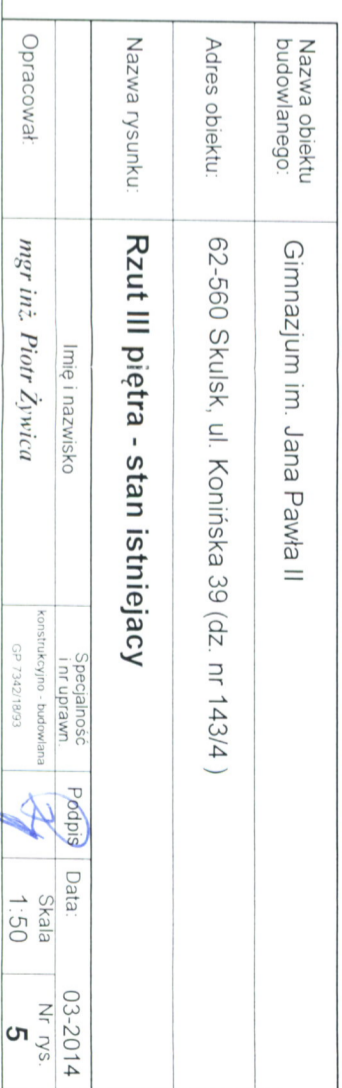 Nazwa obiektu
budowlanego:
Gimnazjum im. Jana Pawła II
Adres obiektu:
62-560 Skulsk, ul. Konińska 39 (dz. nr 143/4 )
Nazwa rysunku:
Rzut III piętra - stan istniejacy
Imię i nazwisko
Specjalność
i nr uprawn.
Podpis
Data:
03-2014
Opracował:
mgr inż. Piotr Żywica
konstrukcyjno - budowlana
GP 7342/18/93
Skala
1:50
Nr rys.
5